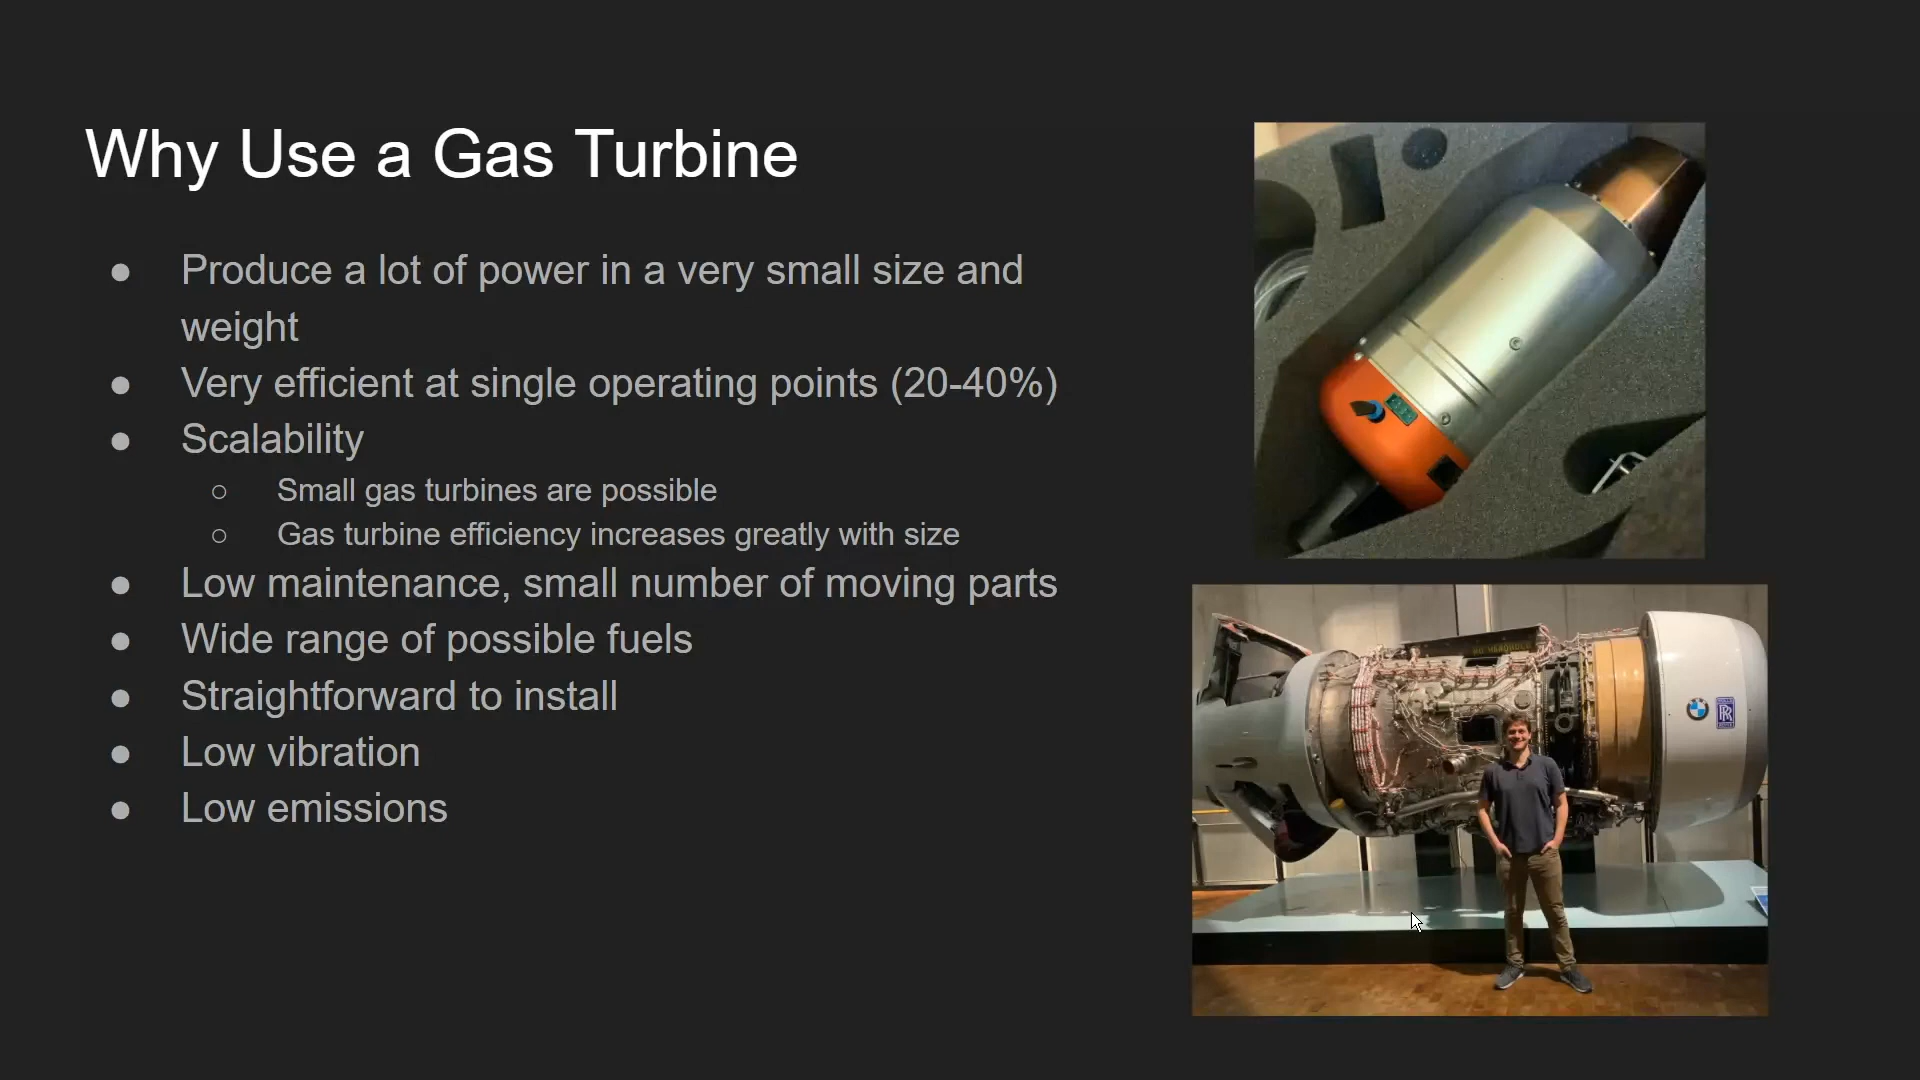 Why Use a Gas Turbine
● Produce a lot of power in a very small size and
weight
● Very efficient at single operating points (20-40%)
● Scalability
○ Small gas turbines are possible
○ Gas turbine efficiency increases greatly with size
● Low maintenance, small number of moving parts
● Wide range of possible fuels
● Straightforward to install
● Low vibration
● Low emissions